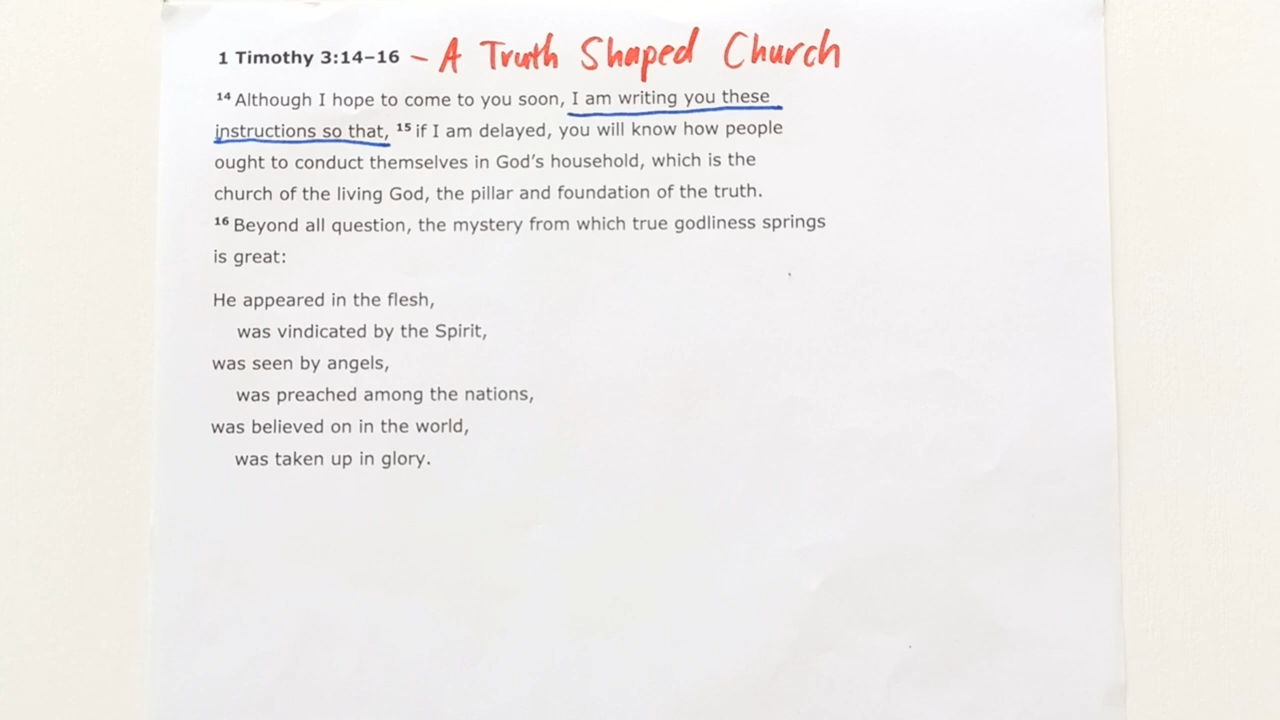 1 Timothy 3:14–16 – A Truth Shaped Church
14 Although I hope to come to you soon, I am writing you these
instructions so that, 15 if I am delayed, you will know how people
ought to conduct themselves in God’s household, which is the
church of the living God, the pillar and foundation of the truth.
16 Beyond all question, the mystery from which true godliness springs
is great:
He appeared in the flesh,
was vindicated by the Spirit,
was seen by angels,
was preached among the nations,
was believed on in the world,
was taken up in glory.